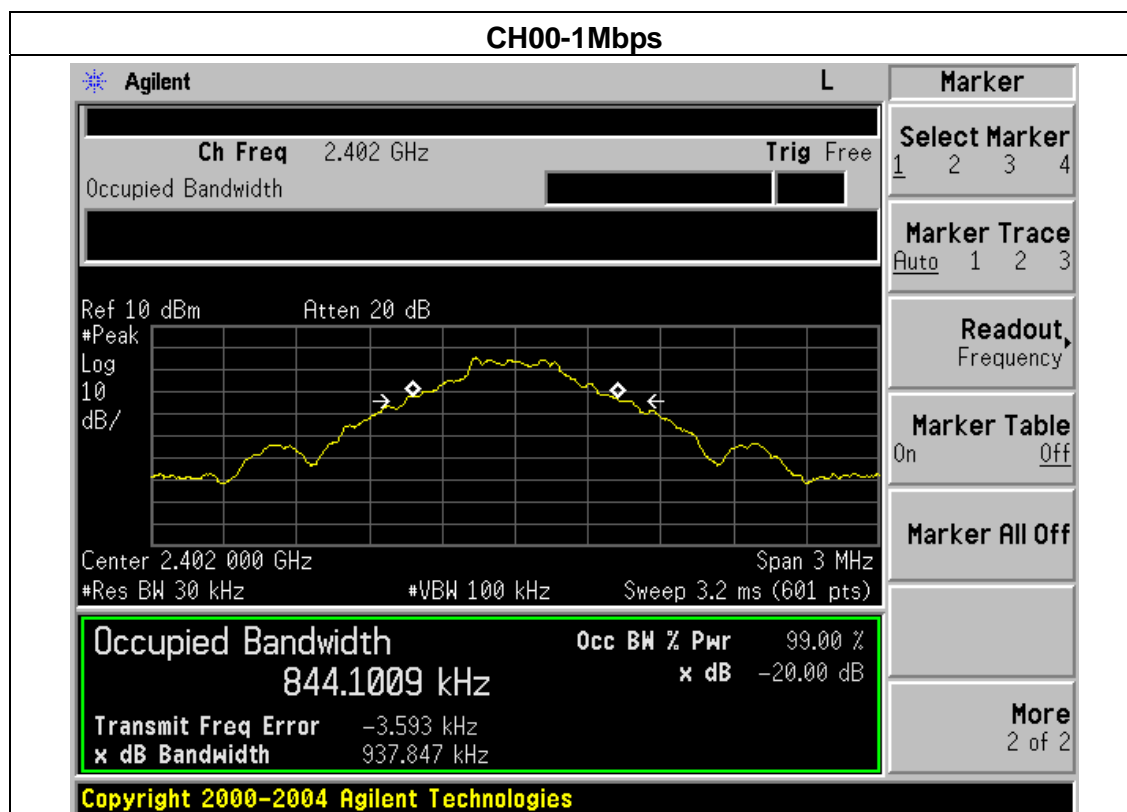 CH00-1Mbps
Agilent L
Ch Freq 2.402 GHz Trig Free
Occupied Bandwidth
Ref 10 dBm Atten 20 dB
#Peak
Log
10
dB/
Center 2.402 000 GHz Span 3 MHz
#Res BW 30 kHz #VBW 100 kHz Sweep 3.2 ms (601 pts)
Occupied Bandwidth
844.1009 kHz
Occ BW % Pwr 99.00 %
x dB -20.00 dB
Transmit Freq Error -3.593 kHz
x dB Bandwidth 937.847 kHz
Copyright 2000-2004 Agilent Technologies
Marker
Select Marker
1 2 3 4
Marker Trace
Auto 1 2 3
Readout
Frequency
Marker Table
On Off
Marker All Off
More
2 of 2